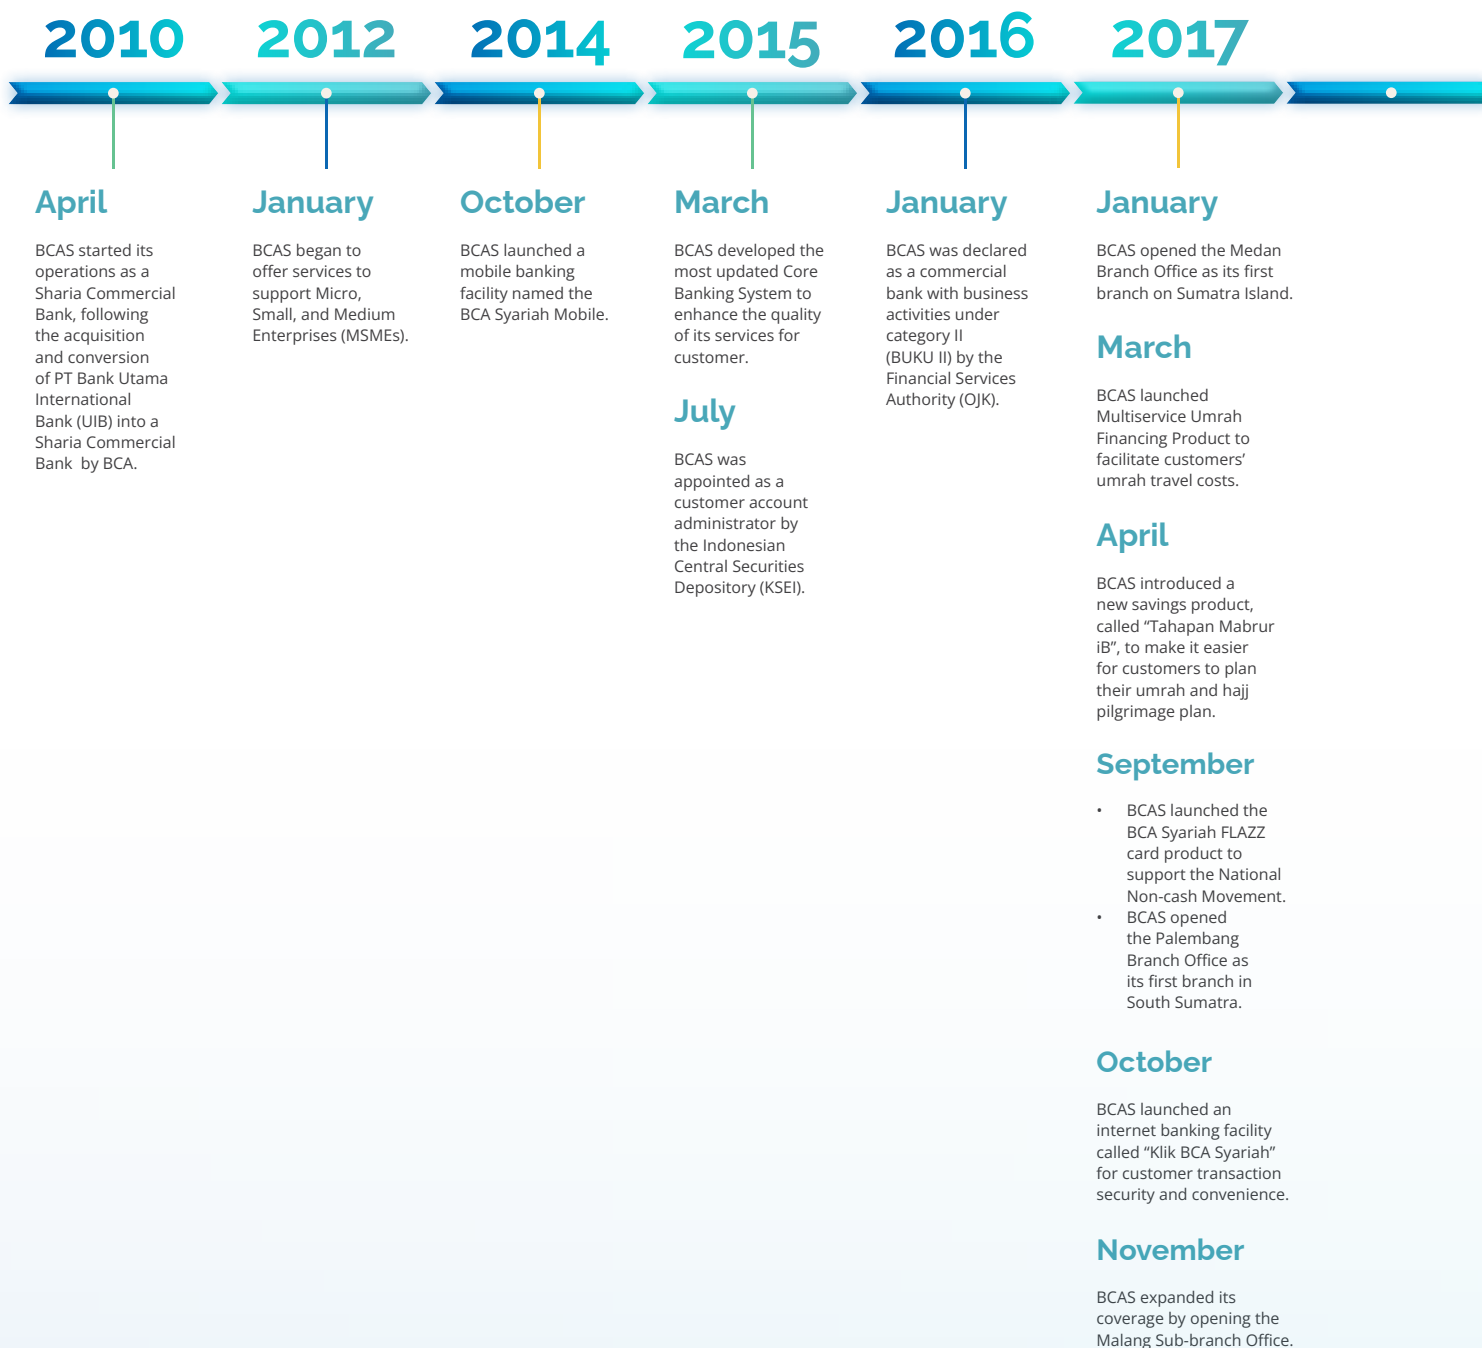 2010
2012
2014
2015
2016
2017
April
BCAS started its
operations as a
Sharia Commercial
Bank, following
the acquisition
and conversion
of PT Bank Utama
International
Bank (UIB) into a
Sharia Commercial
Bank by BCA.
January
BCAS began to
offer services to
support Micro,
Small, and Medium
Enterprises (MSMEs).
October
BCAS launched a
mobile banking
facility named the
BCA Syariah Mobile.
March
BCAS developed the
most updated Core
Banking System to
enhance the quality
of its services for
customer.
July
BCAS was
appointed as a
customer account
administrator by
the Indonesian
Central Securities
Depository (KSEI).
January
BCAS was declared
as a commercial
bank with business
activities under
category II
(BUKU II) by the
Financial Services
Authority (OJK).
January
BCAS opened the Medan
Branch Office as its first
branch on Sumatra Island.
March
BCAS launched
Multiservice Umrah
Financing Product to
facilitate customers’
umrah travel costs.
April
BCAS introduced a
new savings product,
called “Tahapan Mabrur
iB”, to make it easier
for customers to plan
their umrah and hajj
pilgrimage plan.
September
• BCAS launched the
BCA Syariah FLAZZ
card product to
support the National
Non-cash Movement.
• BCAS opened
the Palembang
Branch Office as
its first branch in
South Sumatra.
October
BCAS launched an
internet banking facility
called “Klik BCA Syariah”
for customer transaction
security and convenience.
November
BCAS expanded its
coverage by opening the
Malang Sub-branch Office.